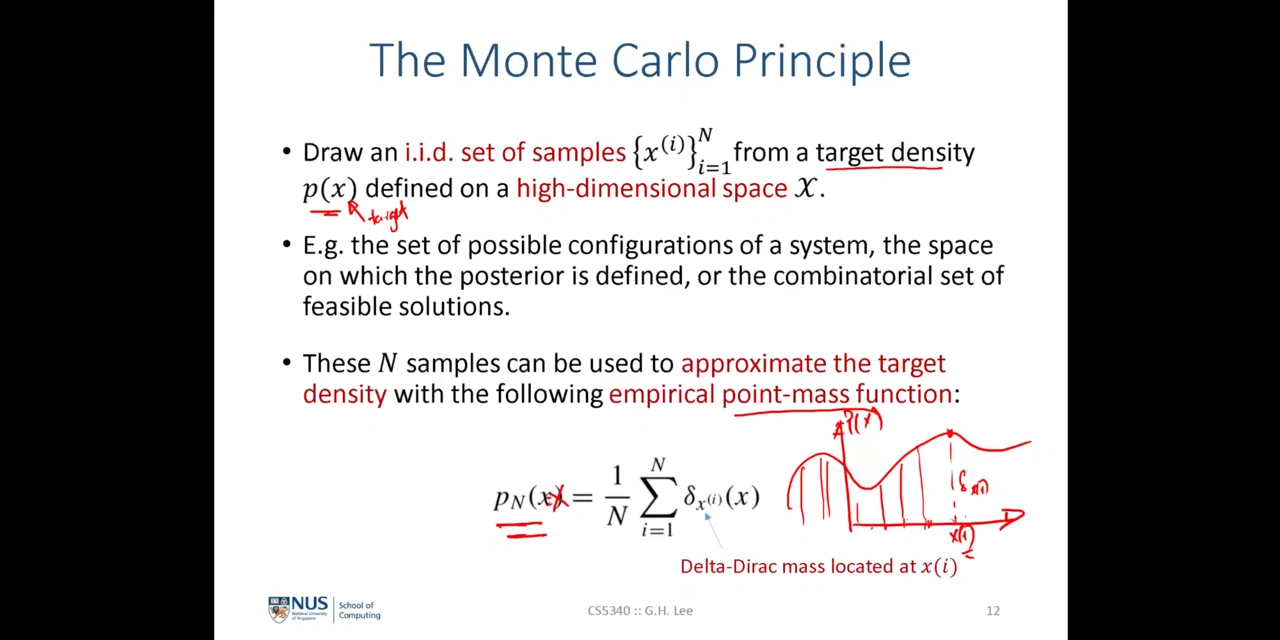 The Monte Carlo Principle
• Draw an i.i.d. set of samples {x^(i)}_{i=1}^N from a target density
p(x) defined on a high-dimensional space 𝒳.
target
• E.g. the set of possible configurations of a system, the space
on which the posterior is defined, or the combinatorial set of
feasible solutions.
• These N samples can be used to approximate the target
density with the following empirical point-mass function:
P(x)
p_N(x) = 1/N ∑_{i=1}^N δ_{x^(i)}(x)
δ_{x(i)}
x(i)
Delta-Dirac mass located at x(i)
NUS
National University
of Singapore
School of
Computing
CS5340 :: G.H. Lee
12